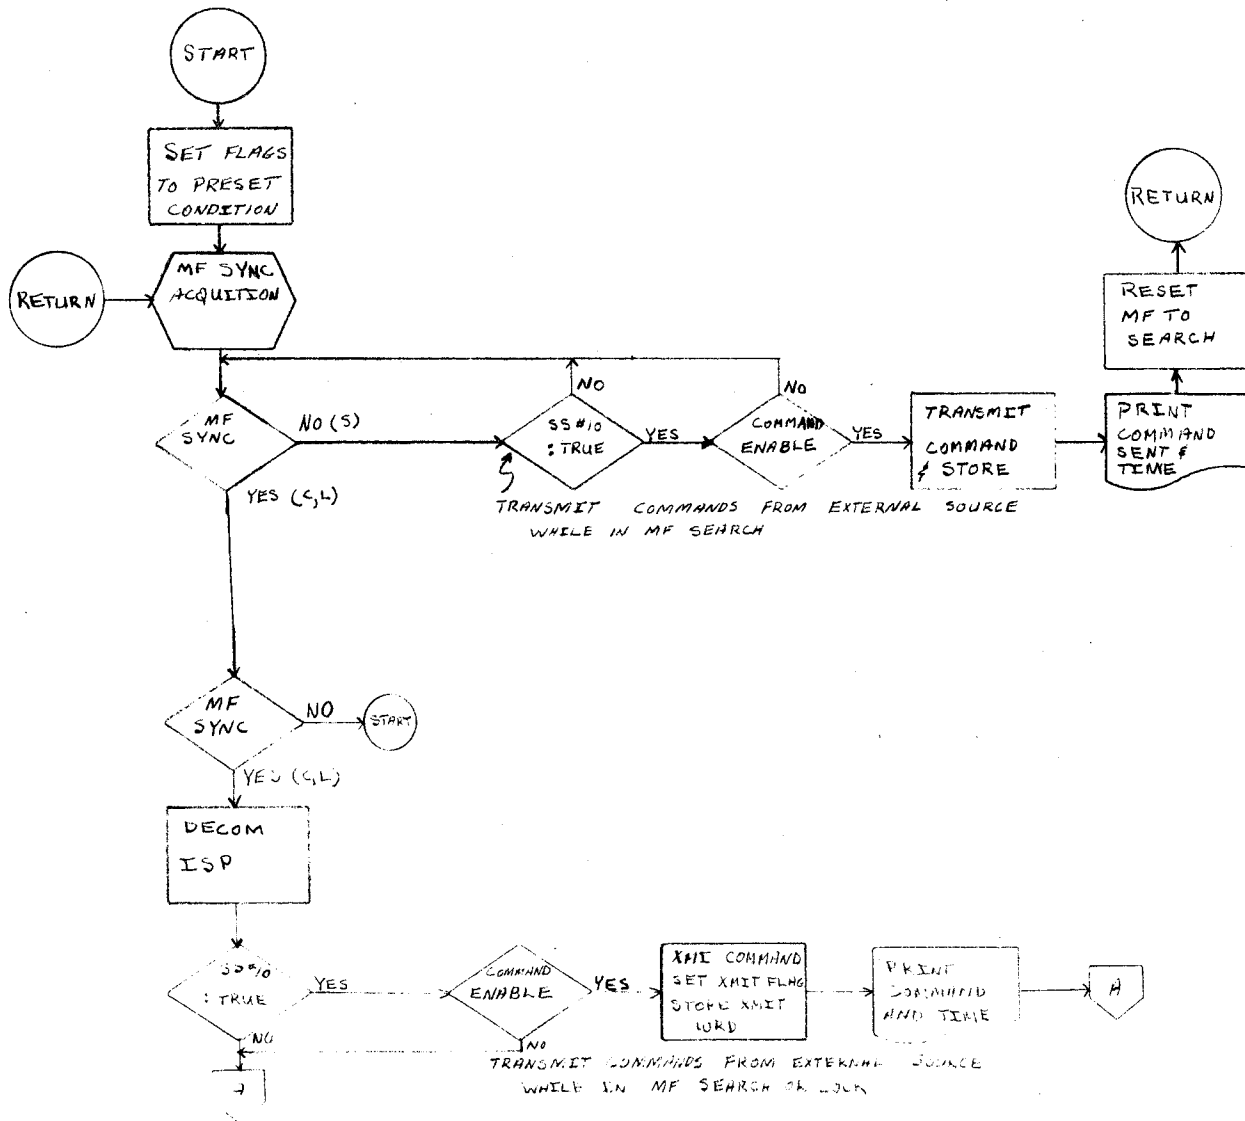 START
SET FLAGS
TO PRESET
CONDITION
RETURN
MF SYNC
ACQUITION
RETURN
RESET
MF TO
SEARCH
MF
SYNC
NO (S)
NO
SS #10
: TRUE
YES
NO
COMMAND
ENABLE
YES
TRANSMIT
COMMAND
& STORE
PRINT
COMMAND
SENT &
TIME
YES (C,L)
TRANSMIT COMMANDS FROM EXTERNAL SOURCE
WHILE IN MF SEARCH
MF
SYNC
NO
START
YES (C,L)
DECOM
ISP
SS #10
: TRUE
YES
NO
COMMAND
ENABLE
YES
NO
XMI COMMAND
SET XMIT FLAG
STORE XMIT
WRD
PRINT
COMMAND
AND TIME
A
TRANSMIT COMMANDS FROM EXTERNAL SOURCE
WHILE IN MF SEARCH OR LOCK
A